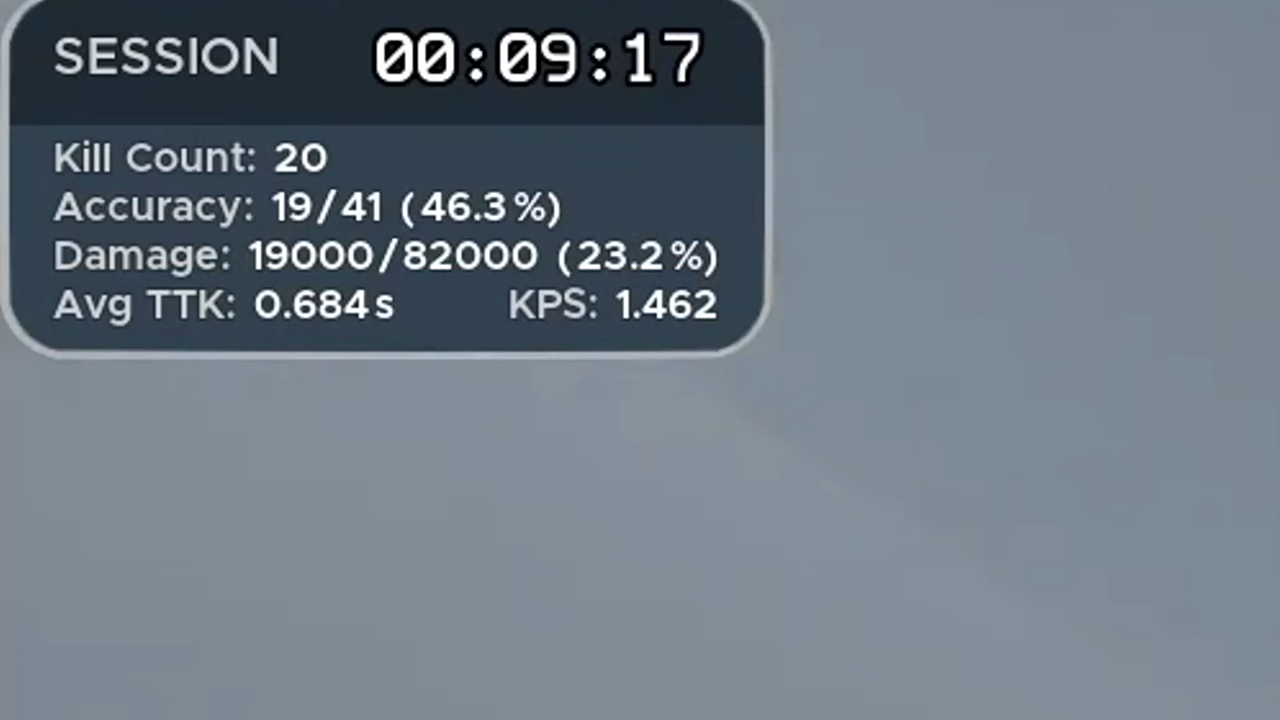 SESSION 00:09:17
Kill Count: 20
Accuracy: 19/41 (46.3%)
Damage: 19000/82000 (23.2%)
Avg TTK: 0.684s KPS: 1.462